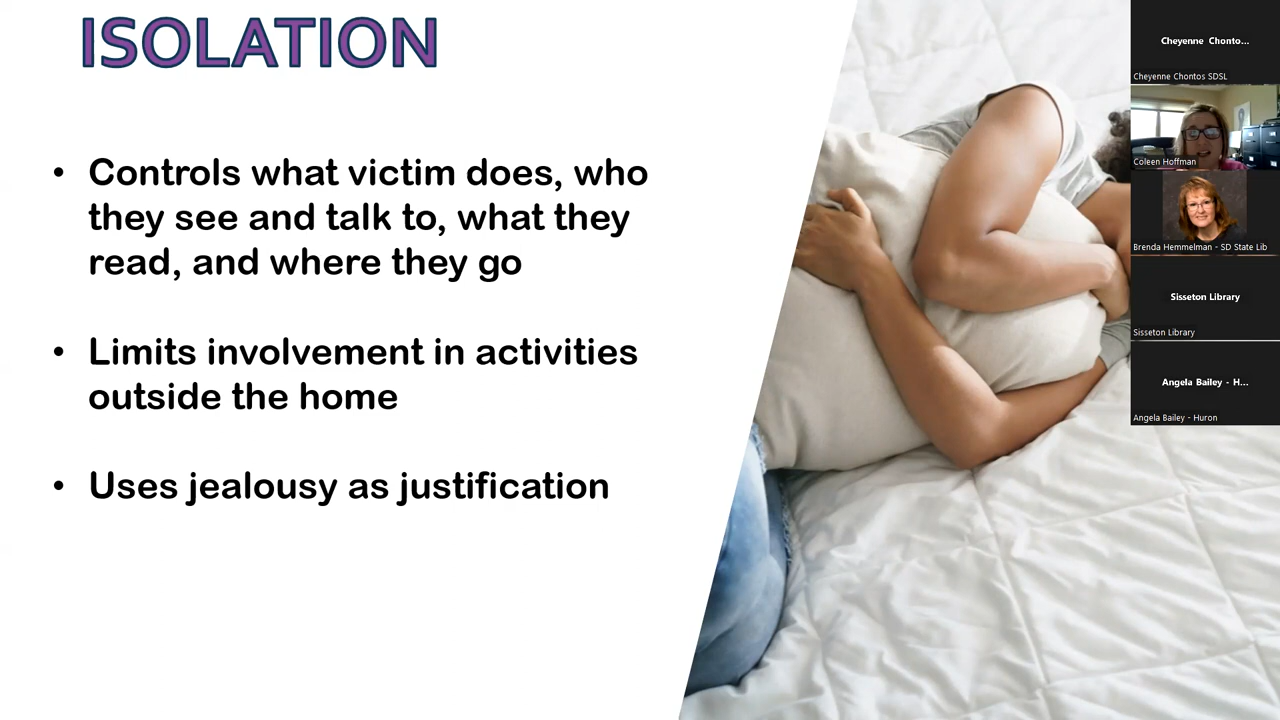 ISOLATION
• Controls what victim does, who
they see and talk to, what they
read, and where they go
• Limits involvement in activities
outside the home
• Uses jealousy as justification
Cheyenne Chonto...
Cheyenne Chontos SDSL
Coleen Hoffman
Brenda Hemmelman - SD State Lib
Sisseton Library
Sisseton Library
Angela Bailey - H...
Angela Bailey - Huron